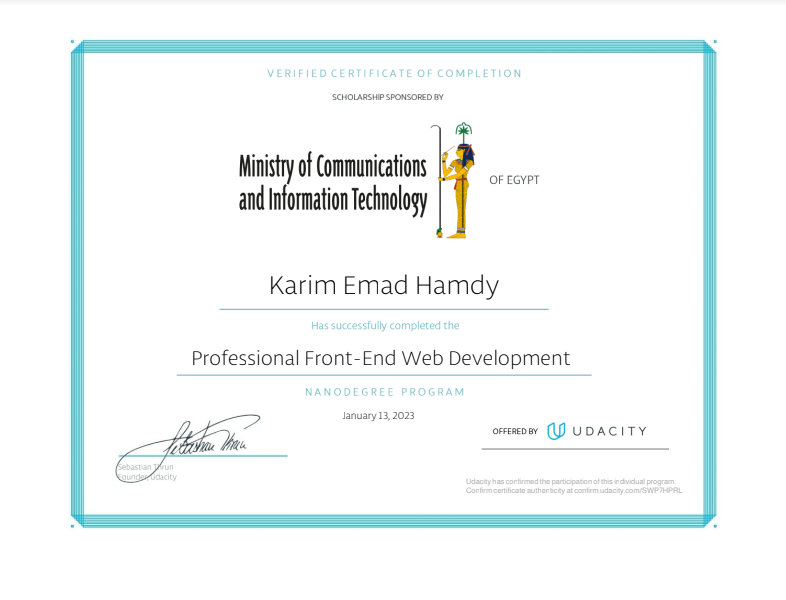 VERIFIED CERTIFICATE OF COMPLETION
SCHOLARSHIP SPONSORED BY
Ministry of Communications
and Information Technology
OF EGYPT
Karim Emad Hamdy
Has successfully completed the
Professional Front-End Web Development
NANODEGREE PROGRAM
January 13, 2023
Sebastian Thrun
Sebastian Thrun
Founder, Udacity
OFFERED BY UDACITY
Udacity has confirmed the participation of this individual program.
Confirm certificate authenticity at confirm.udacity.com/SWP7HPRL.